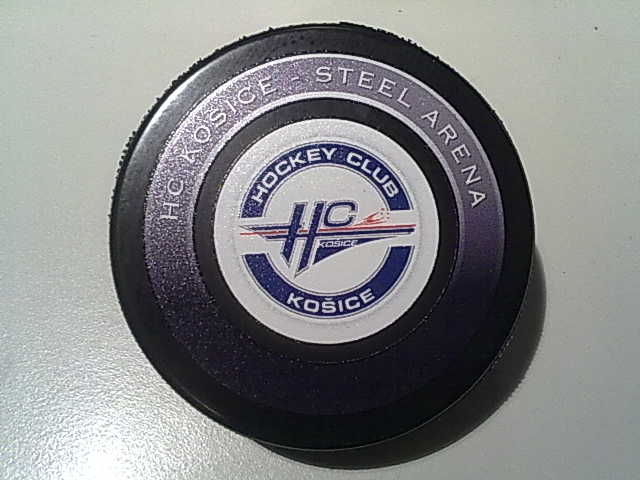 HC KOŠICE - STEEL ARENA
HOCKEY CLUB
HC
KOŠICE
KOŠICE